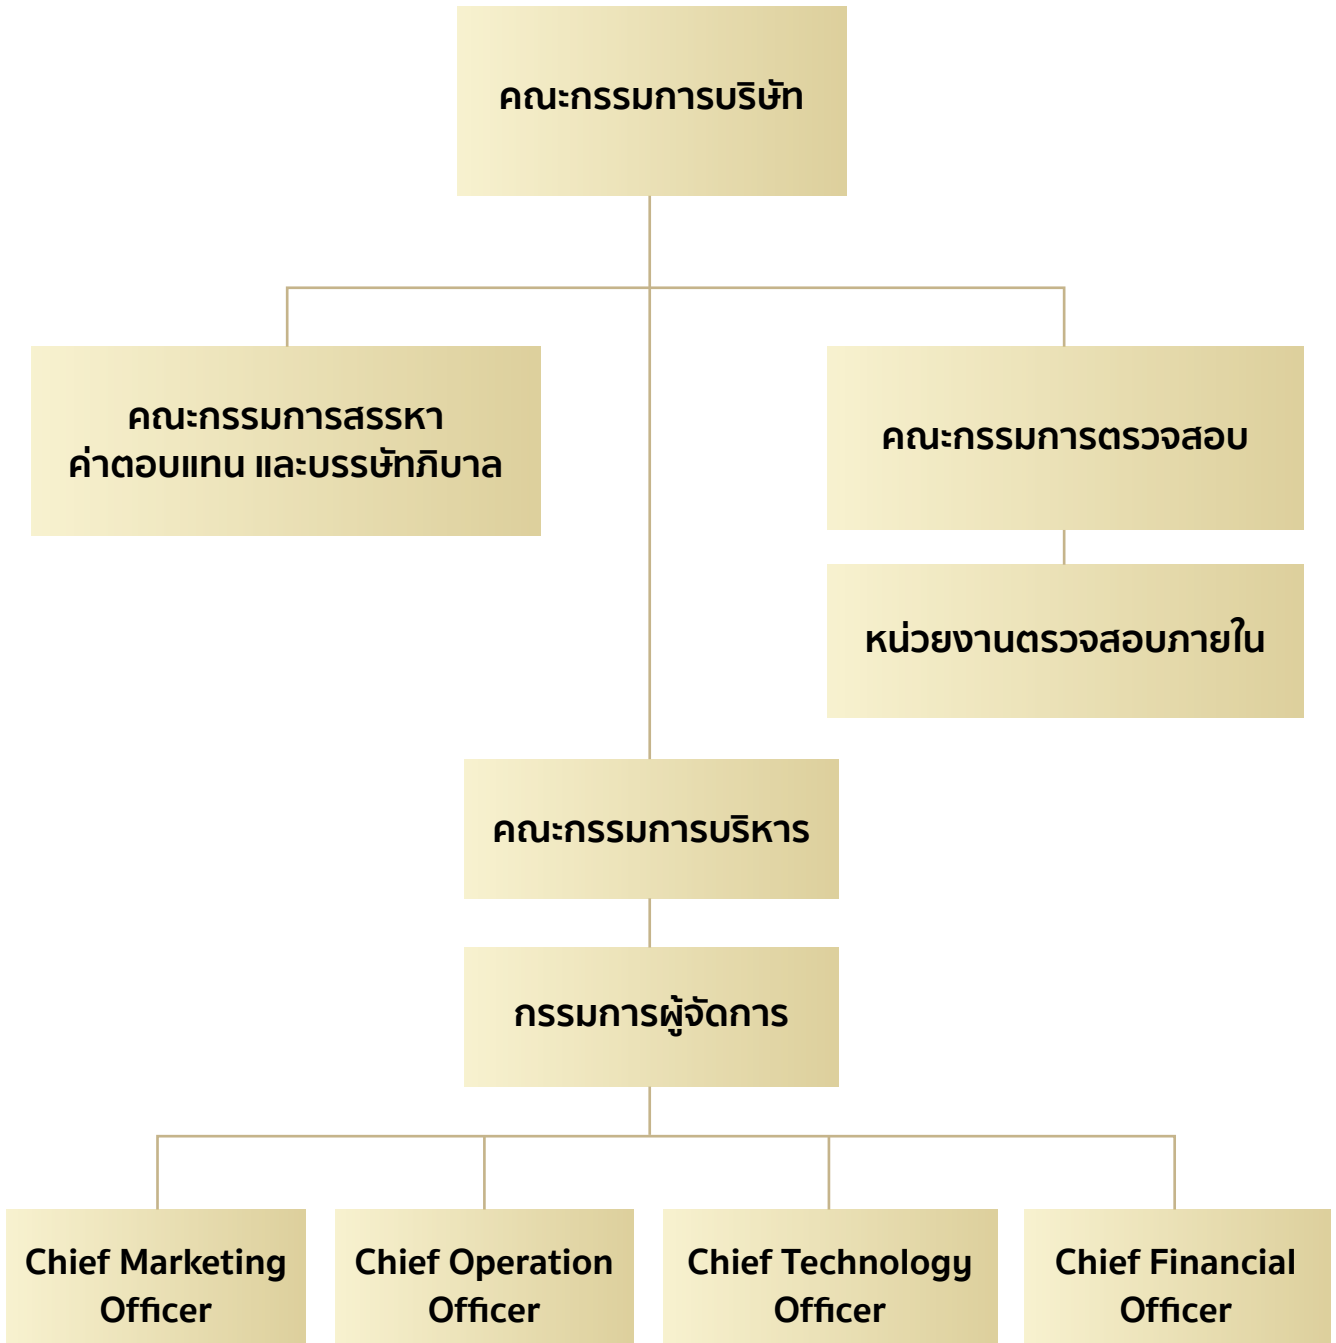 คณะกรรมการบริษัท
คณะกรรมการสรรหา
ค่าตอบแทน และบรรษัทภิบาล
คณะกรรมการตรวจสอบ
หน่วยงานตรวจสอบภายใน
คณะกรรมการบริหาร
กรรมการผู้จัดการ
Chief Marketing
Officer
Chief Operation
Officer
Chief Technology
Officer
Chief Financial
Officer